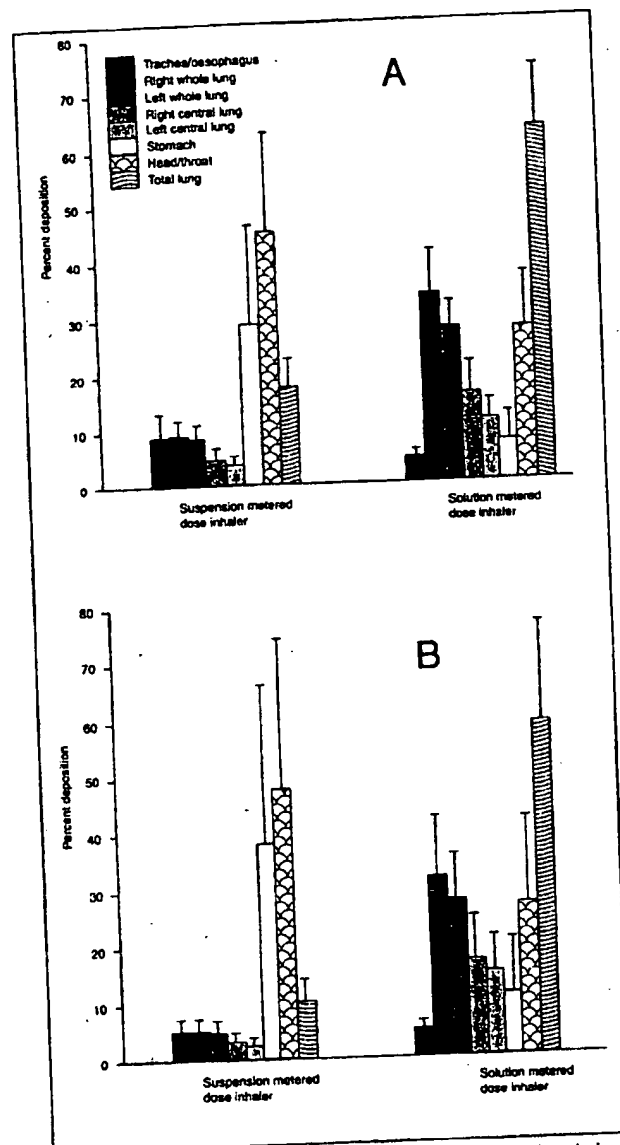 80
70
60
50
40
30
20
10
0
Percent deposition
Trachea/oesophagus
Right whole lung
Left whole lung
Right central lung
Left central lung
Stomach
Head/throat
Total lung
A
Suspension metered
dose inhaler
Solution metered
dose inhaler
80
70
60
50
40
30
20
10
0
Percent deposition
B
Suspension metered
dose inhaler
Solution metered
dose inhaler